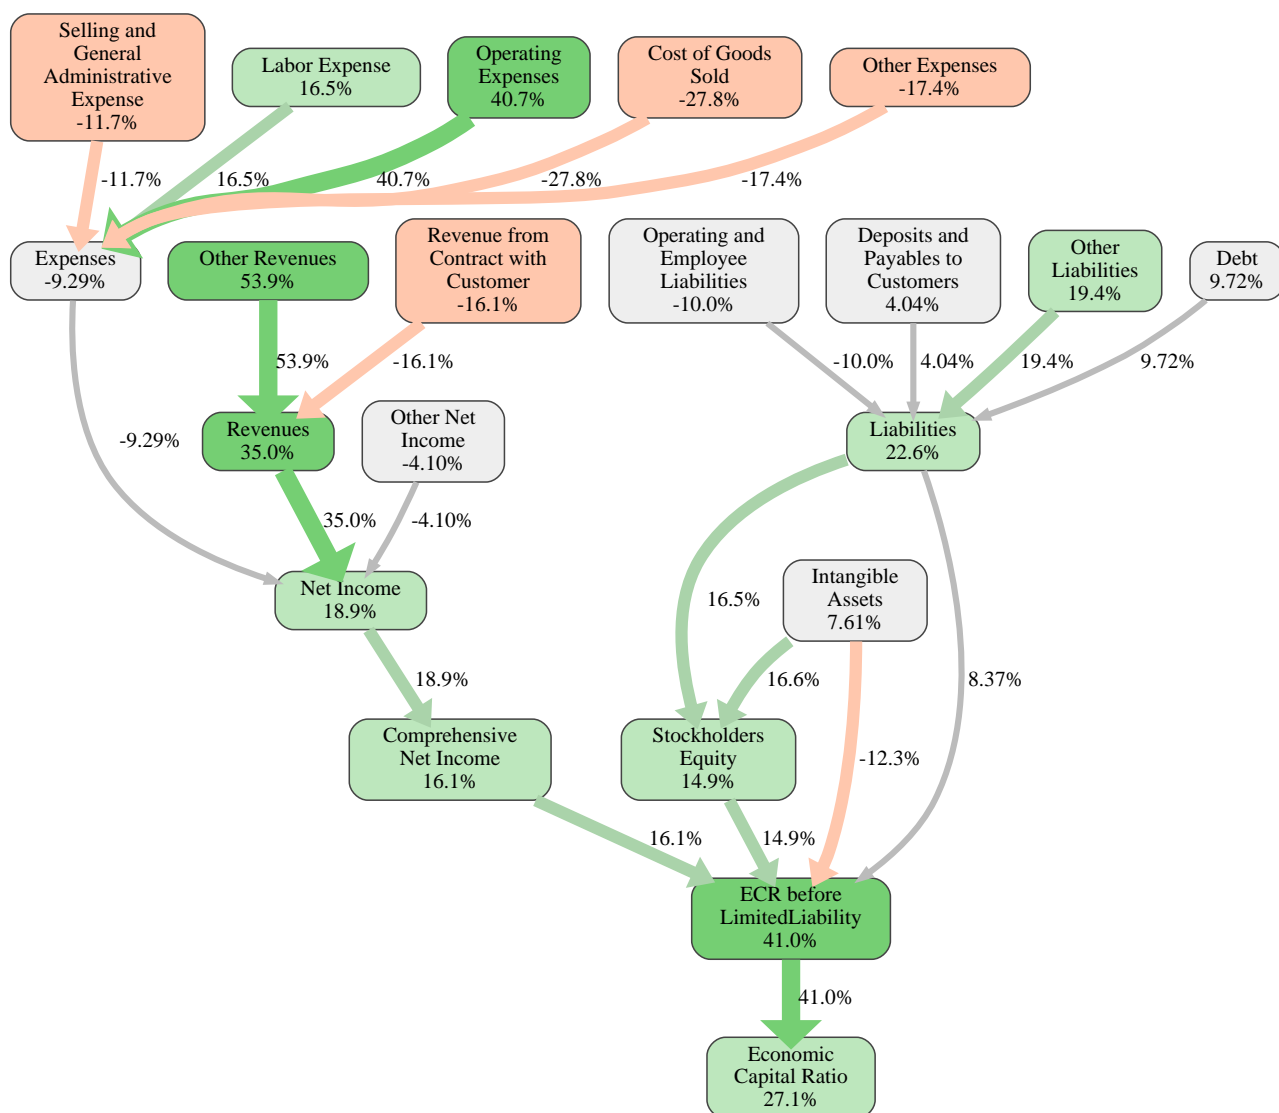 Selling and
General
Administrative
Expense
-11.7%
Labor Expense
16.5%
Operating
Expenses
40.7%
Cost of Goods
Sold
-27.8%
Other Expenses
-17.4%
-11.7%
16.5%
40.7%
-27.8%
-17.4%
Expenses
-9.29%
Other Revenues
53.9%
Revenue from
Contract with
Customer
-16.1%
Operating and
Employee
Liabilities
-10.0%
Deposits and
Payables to
Customers
4.04%
Other
Liabilities
19.4%
Debt
9.72%
53.9%
-16.1%
-10.0%
4.04%
19.4%
9.72%
-9.29%
Revenues
35.0%
Other Net
Income
-4.10%
Liabilities
22.6%
35.0%
-4.10%
Net Income
18.9%
16.5%
Intangible
Assets
7.61%
18.9%
16.6%
8.37%
Comprehensive
Net Income
16.1%
Stockholders
Equity
14.9%
-12.3%
16.1%
14.9%
ECR before
LimitedLiability
41.0%
41.0%
Economic
Capital Ratio
27.1%